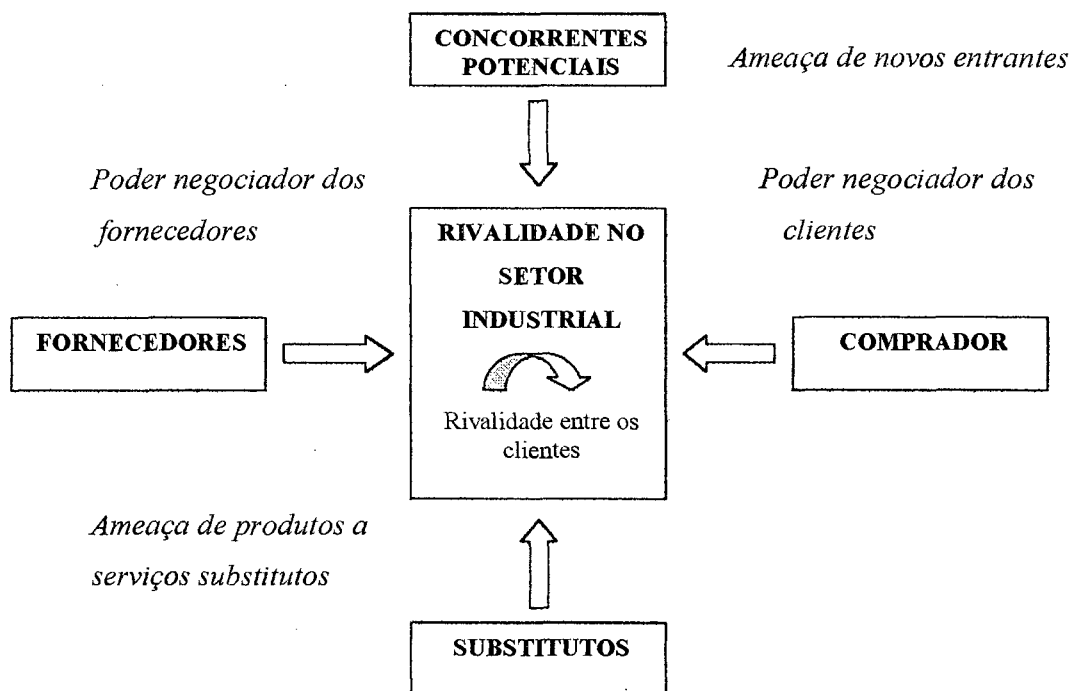 CONCORRENTES
POTENCIAIS
Ameaça de novos entrantes
Poder negociador dos
fornecedores
Poder negociador dos
clientes
RIVALIDADE NO
SETOR
INDUSTRIAL
FORNECEDORES
COMPRADOR
Rivalidade entre os
clientes
Ameaça de produtos a
serviços substitutos
SUBSTITUTOS